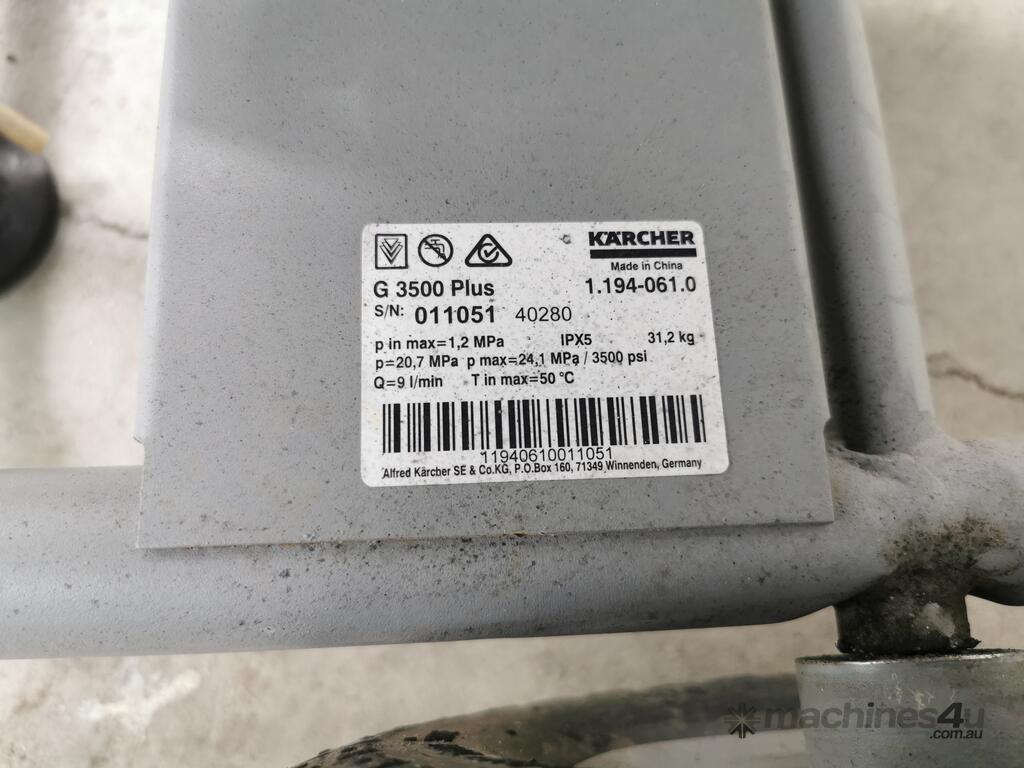 KÄRCHER
Made in China
G 3500 Plus 1.194-061.0
S/N: 011051 40280
p in max=1,2 MPa IPX5 31,2 kg
p=20,7 MPa p max=24,1 MPa / 3500 psi
Q=9 l/min T in max=50 °C
11940610011051
Alfred Kärcher SE & Co.KG, P.O.Box 160, 71349 Winnenden, Germany
machines4u
.com.au